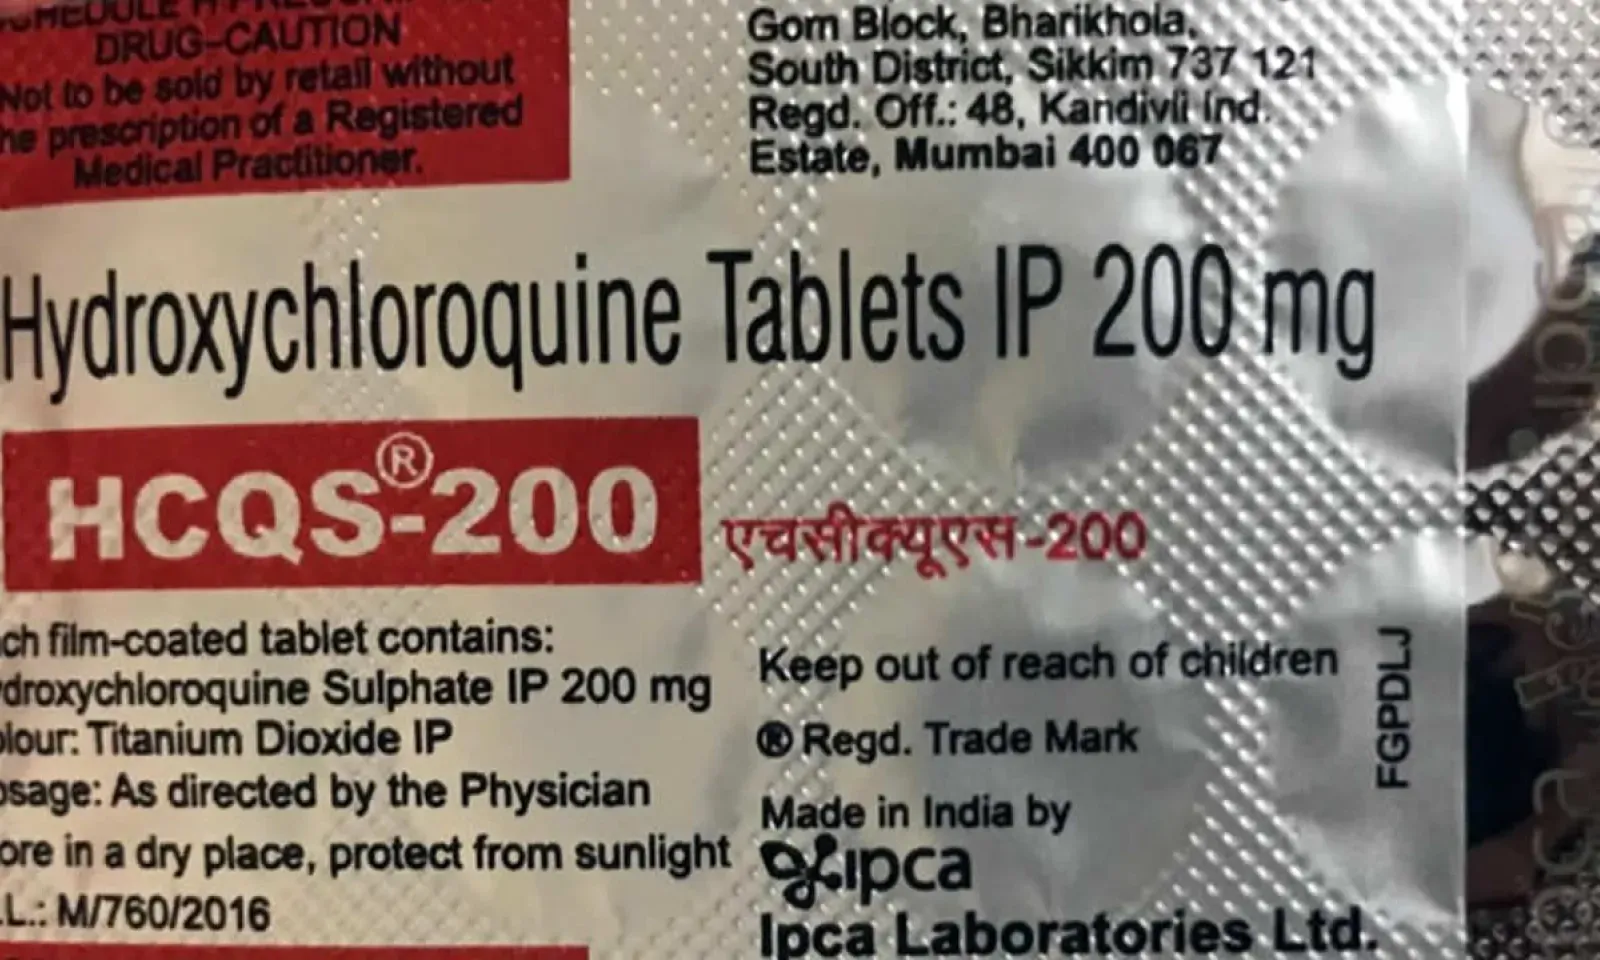 SCHEDULE H
DRUG-CAUTION
Not to be sold by retail without
he prescription of a Registered
Medical Practitioner.
Gom Block, Bharikhola,
South District, Sikkim 737 121
Regd. Off.: 48, Kandivli Ind.
Estate, Mumbai 400 067
Hydroxychloroquine Tablets IP 200 mg
HCQS®-200
एचसीक्यूएस-200
ch film-coated tablet contains:
droxychloroquine Sulphate IP 200 mg
olour: Titanium Dioxide IP
osage: As directed by the Physician
ore in a dry place, protect from sunlight
.L.: M/760/2016
Keep out of reach of children
® Regd. Trade Mark
Made in India by
ipca
Ipca Laboratories Ltd.
FGPDLJ